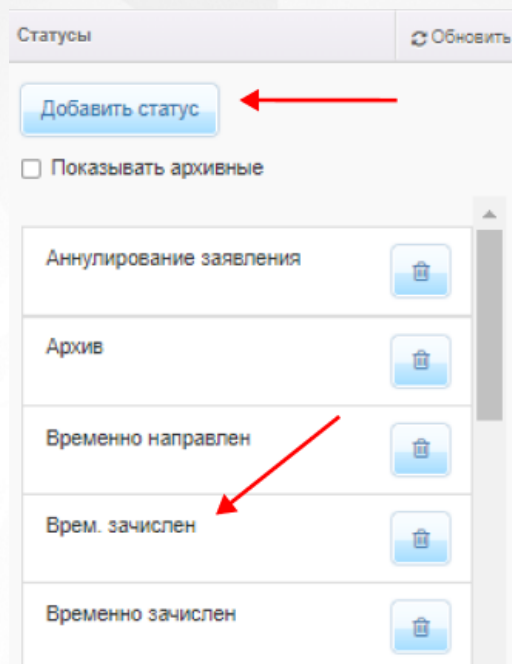 Статусы
Обновить
Добавить статус
Показывать архивные
Аннулирование заявления
Архив
Временно направлен
Врем. зачислен
Временно зачислен